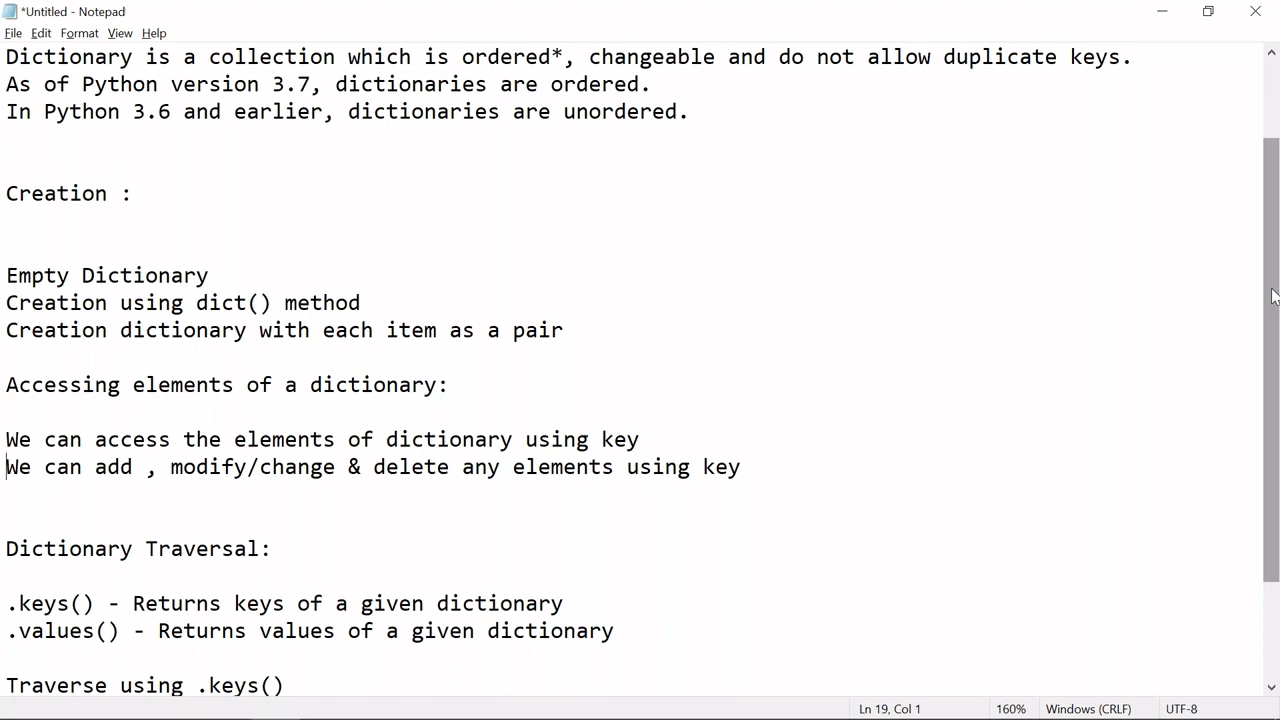 *Untitled - Notepad
File Edit Format View Help
Dictionary is a collection which is ordered*, changeable and do not allow duplicate keys.
As of Python version 3.7, dictionaries are ordered.
In Python 3.6 and earlier, dictionaries are unordered.
Creation :
Empty Dictionary
Creation using dict() method
Creation dictionary with each item as a pair
Accessing elements of a dictionary:
We can access the elements of dictionary using key
We can add , modify/change & delete any elements using key
Dictionary Traversal:
.keys() - Returns keys of a given dictionary
.values() - Returns values of a given dictionary
Traverse using .keys()
Ln 19, Col 1 160% Windows (CRLF) UTF-8